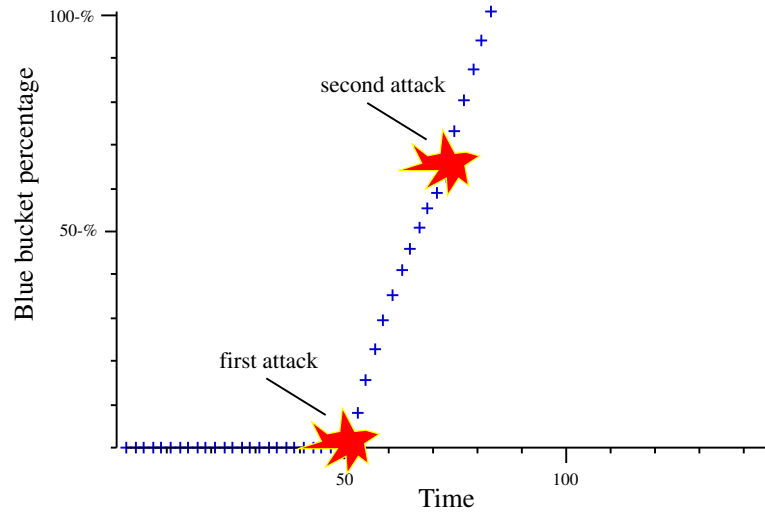 100-%
second attack
Blue bucket percentage
50-%
first attack
50
100
Time